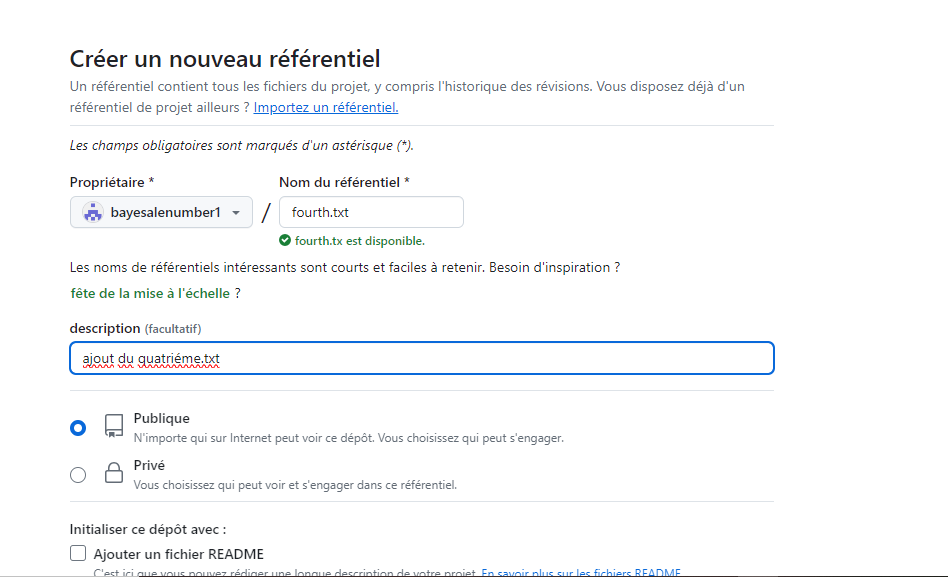 Créer un nouveau référentiel
Un référentiel contient tous les fichiers du projet, y compris l'historique des révisions. Vous disposez déjà d'un
référentiel de projet ailleurs ? Importez un référentiel.
Les champs obligatoires sont marqués d'un astérisque (*).
Propriétaire *
Nom du référentiel *
bayesalenumber1 / fourth.txt
fourth.tx est disponible.
Les noms de référentiels intéressants sont courts et faciles à retenir. Besoin d'inspiration ?
fête de la mise à l'échelle ?
description (facultatif)
ajout du quatriéme.txt
Publique
N'importe qui sur Internet peut voir ce dépôt. Vous choisissez qui peut s'engager.
Privé
Vous choisissez qui peut voir et s'engager dans ce référentiel.
Initialiser ce dépôt avec :
Ajouter un fichier README
C'est ici que vous pouvez rédiger une longue description de votre projet. En savoir plus sur les fichiers README.